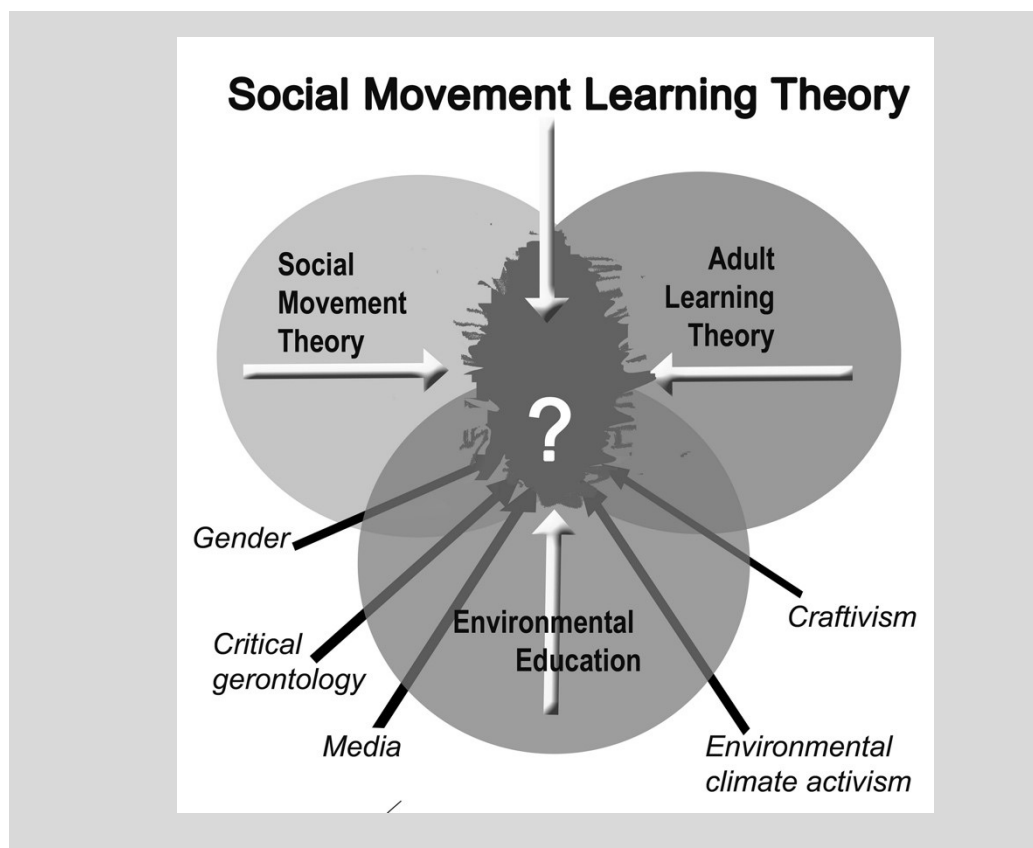 Social Movement Learning Theory
Social
Movement
Theory
Adult
Learning
Theory
?
Gender
Critical
gerontology
Media
Environmental
Education
Craftivism
Environmental
climate activism